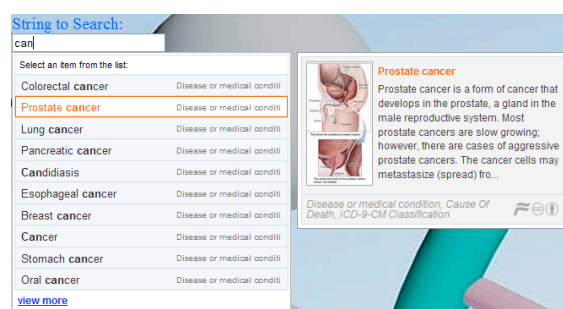 String to Search:
can
Select an item from the list:
Colorectal cancer Disease or medical conditi
Prostate cancer Disease or medical conditi
Lung cancer Disease or medical conditi
Pancreatic cancer Disease or medical conditi
Candidiasis Disease or medical conditi
Esophageal cancer Disease or medical conditi
Breast cancer Disease or medical conditi
Cancer Disease or medical conditi
Stomach cancer Disease or medical conditi
Oral cancer Disease or medical conditi
view more
Prostate cancer
Prostate cancer is a form of cancer that
develops in the prostate, a gland in the
male reproductive system. Most
prostate cancers are slow growing;
however, there are cases of aggressive
prostate cancers. The cancer cells may
metastasize (spread) fro...
Disease or medical condition, Cause Of
Death, ICD-9-CM Classification
cc